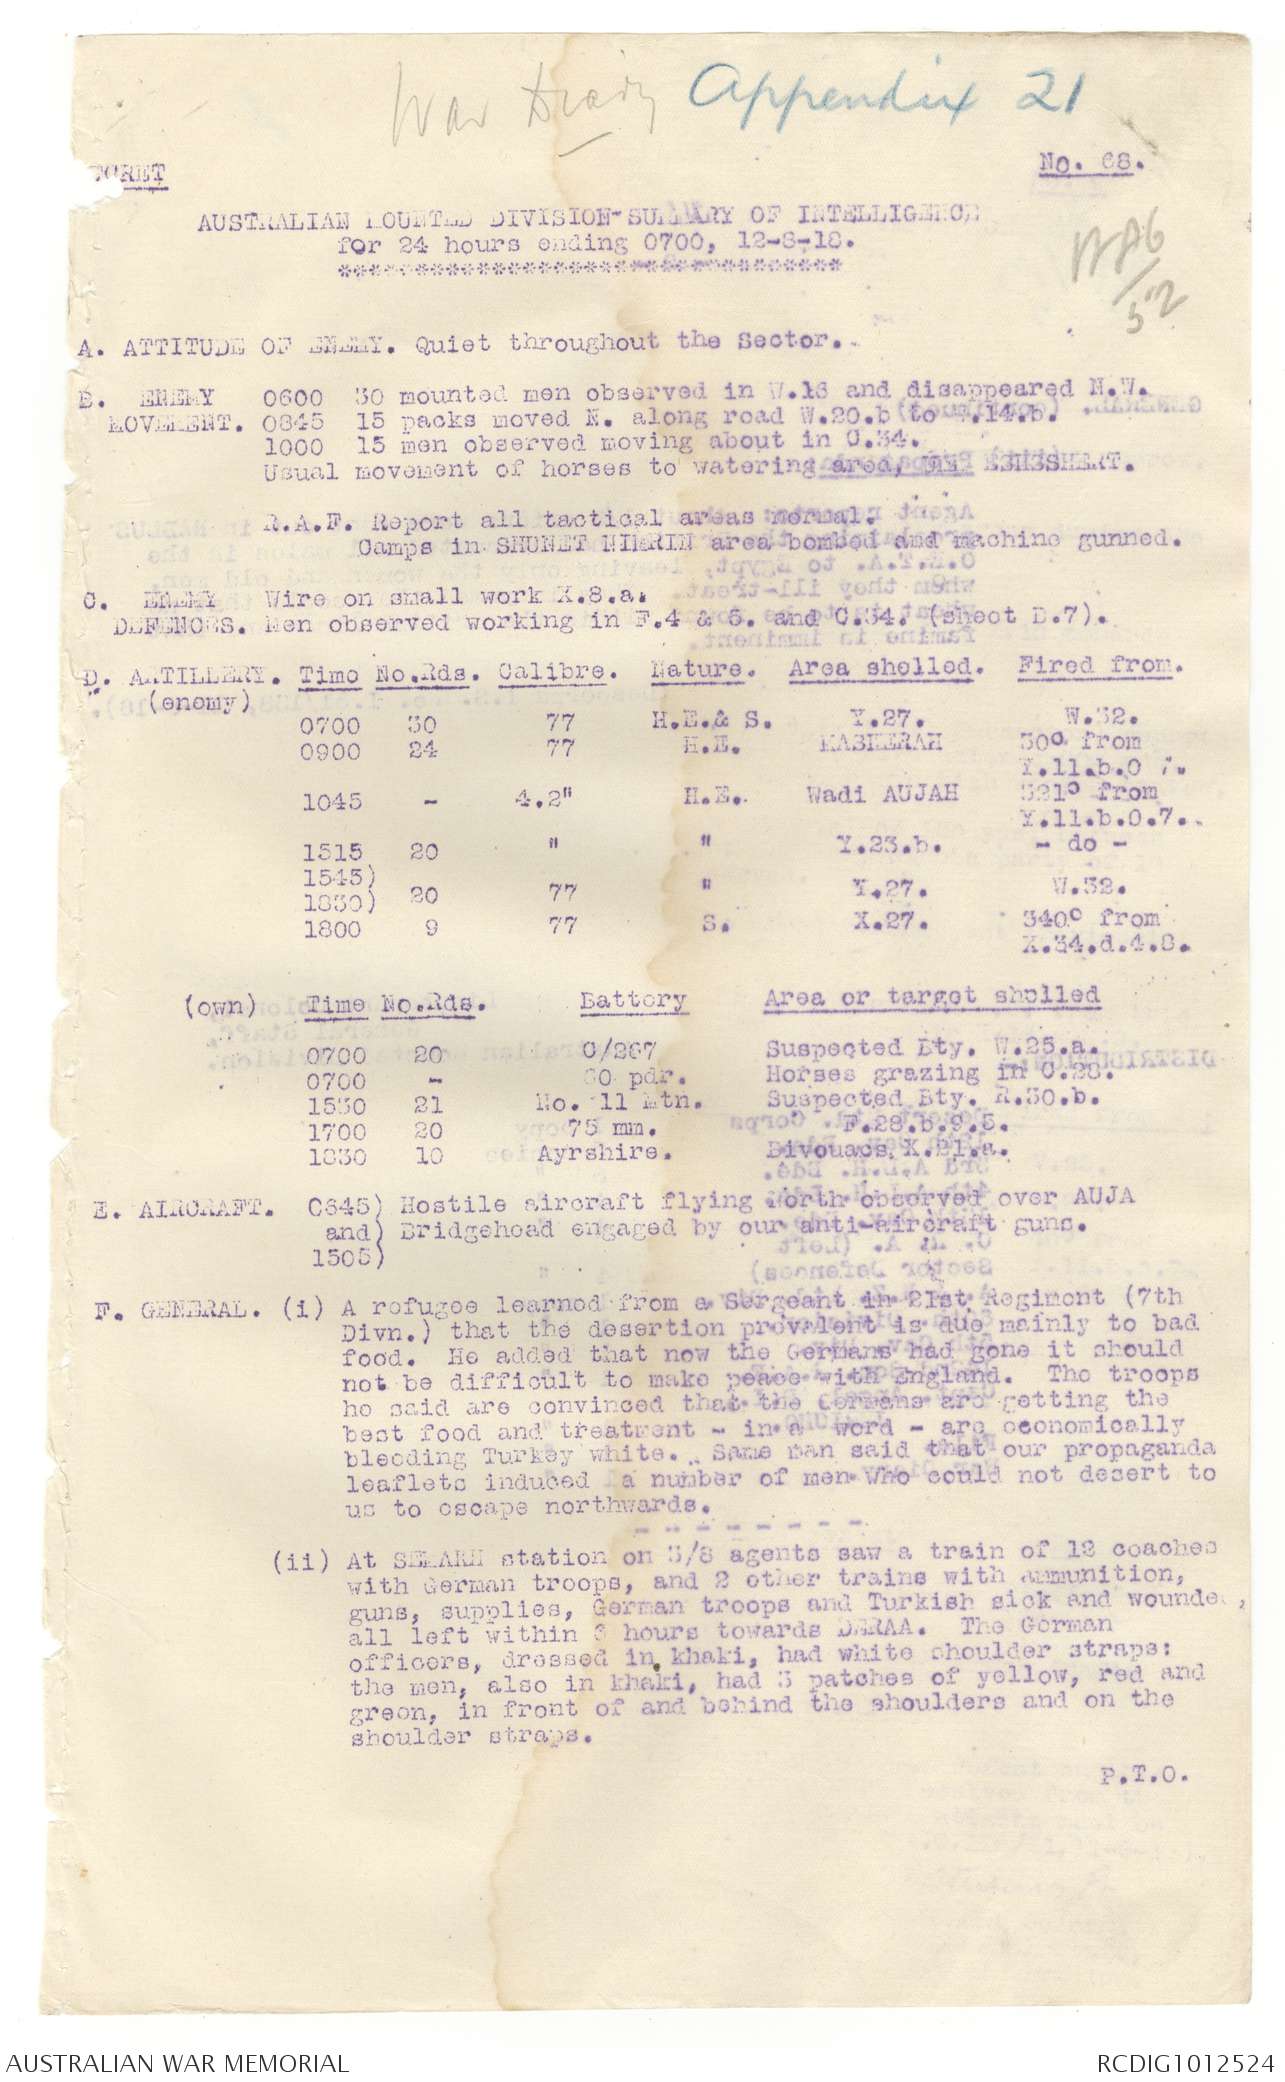 War Diary Appendix 21
SECRET
No. 68.
AUSTRALIAN MOUNTED DIVISION SUMMARY OF INTELLIGENCE
for 24 hours ending 0700, 12-8-18.
*********************************
A. ATTITUDE OF ENEMY. Quiet throughout the Sector.
B. ENEMY 0600 30 mounted men observed in W.16 and disappeared N.W.
MOVEMENT. 0845 15 packs moved N. along road W.20.b to .14.b.
1000 15 men observed moving about in C.34.
Usual movement of horses to watering area,
R.A.F. Report all tactical areas normal.
Camps in SHUNET NIMRIN area bombed and machine gunned.
C. ENEMY Wire on small work X.8.a.
DEFENCES. Men observed working in F.4 & 6. and C.34. (sheet D.7).
D. ARTILLERY. Time No.Rds. Calibre. Nature. Area shelled. Fired from.
(enemy)
0700 30 77 H.E.& S. Y.27. W.32.
0900 24 77 H.E. 300 from
Y.11.b.0 7.
1045 - 4.2" H.E. Wadi AUJAH 321° from
Y.11.b.0.7.
1515 20 " " Y.23.b. - do -
1545)
1830) 20 77 " Y.27. W.32.
1800 9 77 S. X.27. 340° from
X.34.d.4.8.
(own) Time No.Rds. Battery Area or target shelled
0700 20 C/267 Suspected Bty. W.25.a.
0700 - 60 pdr. Horses grazing in C.28.
1530 21 No. 11 Mtn. Suspected Bty. R.30.b.
1700 20 75 mm. F.28.b.9.5.
1830 10 Ayrshire. Bivouacs X.21.a.
E. AIRCRAFT. 0645) Hostile aircraft flying North observed over AUJA
and) Bridgehead engaged by our anti-aircraft guns.
1505)
F. GENERAL. (i) A refugee learned from a Sergeant in 21st Regiment (7th
Divn.) that the desertion prevalent is due mainly to bad
food. He added that now the Germans had gone it should
not be difficult to make peace with England. The troops
he said are convinced that the Germans are getting the
best food and treatment - in a word - are economically
bleeding Turkey white. Same man said that our propaganda
leaflets induced a number of men who could not desert to
us to escape northwards.
- - - - - - - -
(ii) At SEMAKH station on 3/8 agents saw a train of 12 coaches
with German troops, and 2 other trains with ammunition,
guns, supplies, German troops and Turkish sick and wounded,
all left within 3 hours towards DERAA. The German
officers, dressed in khaki, had white shoulder straps:
the men, also in khaki, had 3 patches of yellow, red and
green, in front of and behind the shoulders and on the
shoulder straps.
P.T.O.
AUSTRALIAN WAR MEMORIAL
RCDIG1012524